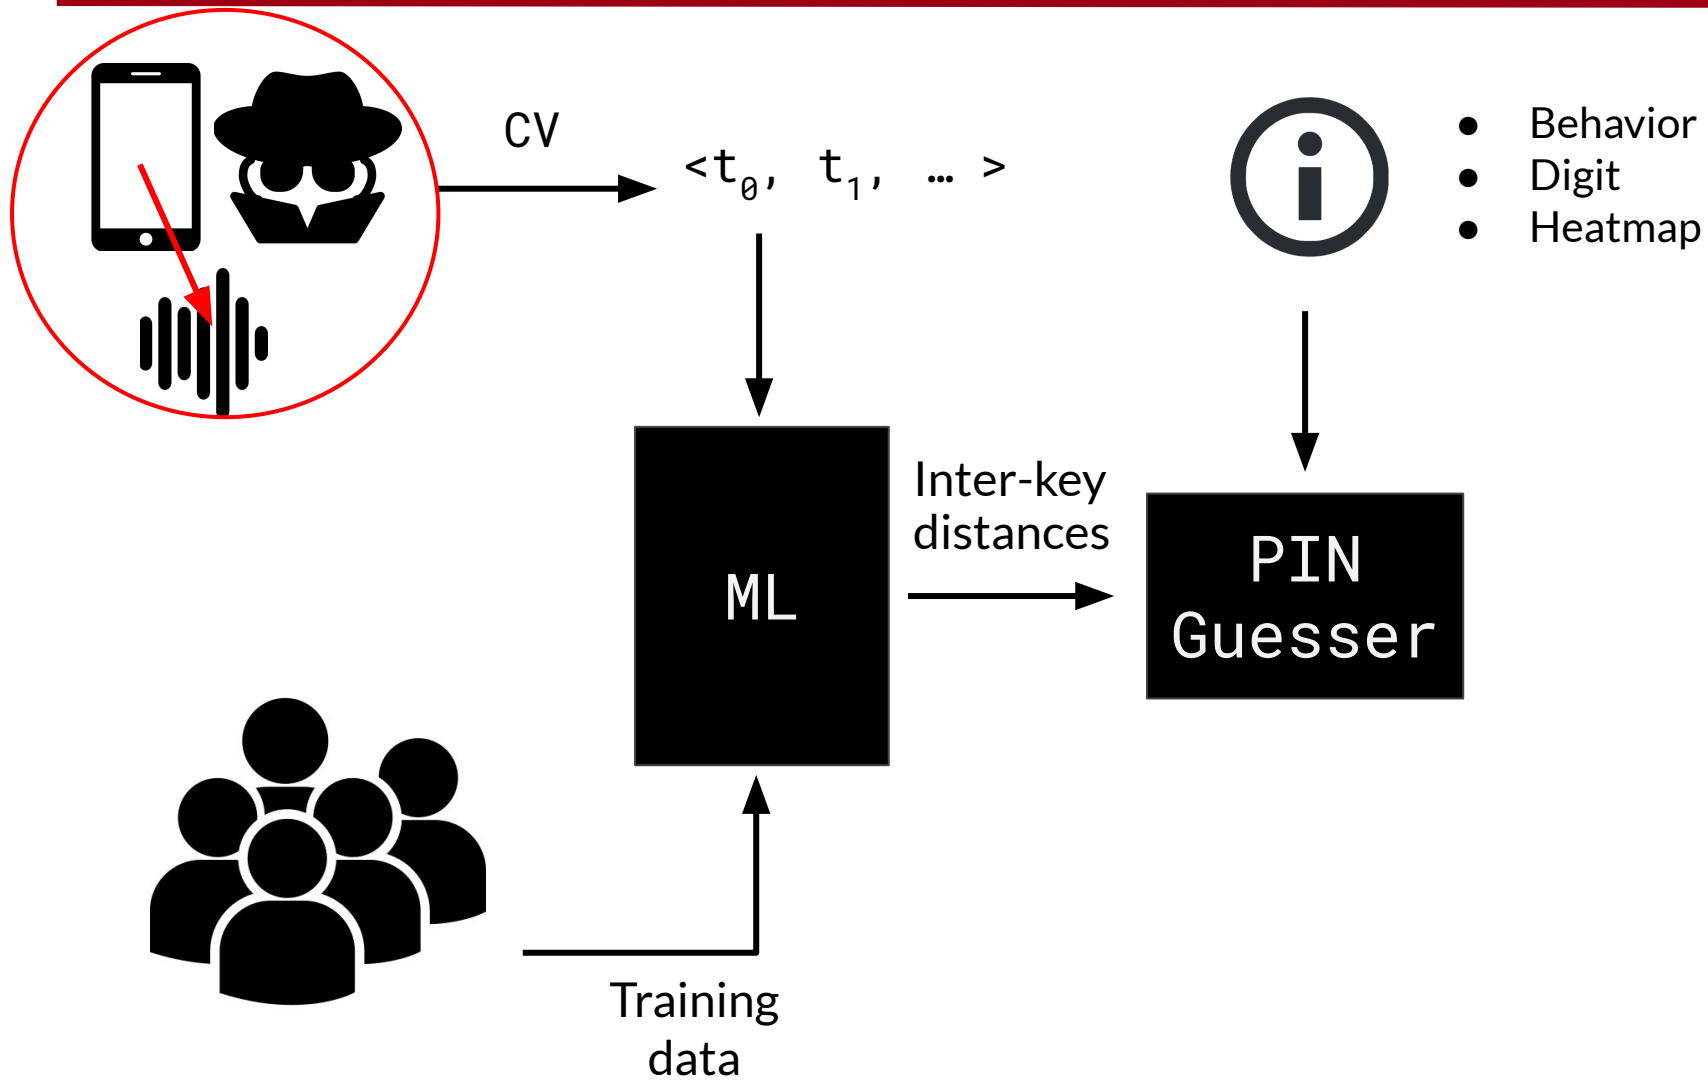 CV
<t₀, t₁, … >
● Behavior
● Digit
● Heatmap
Inter-key
distances
ML
PIN
Guesser
Training
data